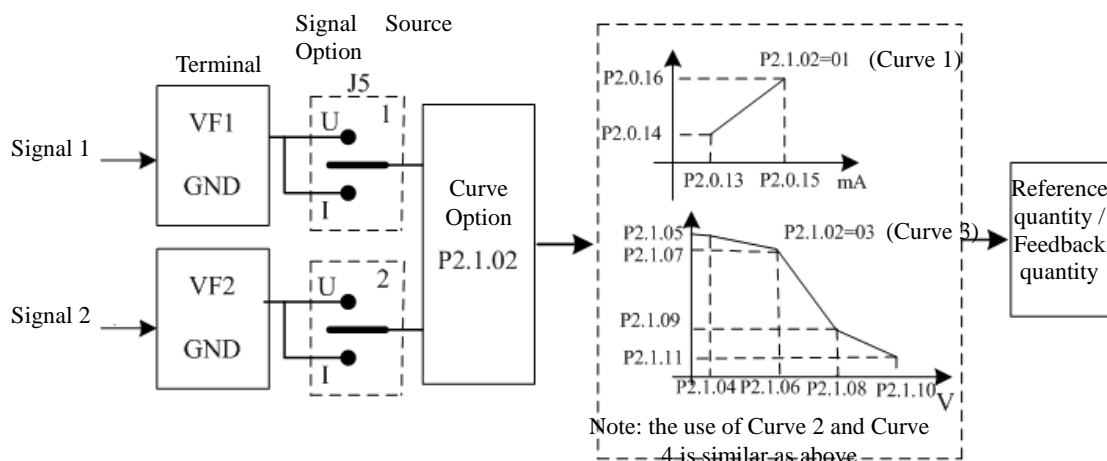 Signal Source
Option
Terminal
J5
Signal 1
VF1
GND
U
1
I
Signal 2
VF2
GND
U
2
I
Curve
Option
P2.1.02
P2.1.02=01 (Curve 1)
P2.0.16
P2.0.14
P2.0.13 P2.0.15 mA
P2.1.02=03 (Curve 3)
P2.1.05
P2.1.07
P2.1.09
P2.1.11
P2.1.04 P2.1.06 P2.1.08 P2.1.10 V
Note: the use of Curve 2 and Curve
4 is similar as above
Reference
quantity /
Feedback
quantity